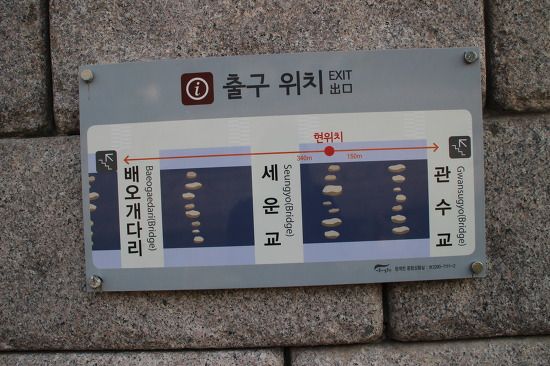 i 출구 위치 EXIT
出口
현위치
340m 150m
배오개다리 Baeogaedari(Bridge)
세운교 Seungyo(Bridge)
관수교 Gwansugyo(Bridge)